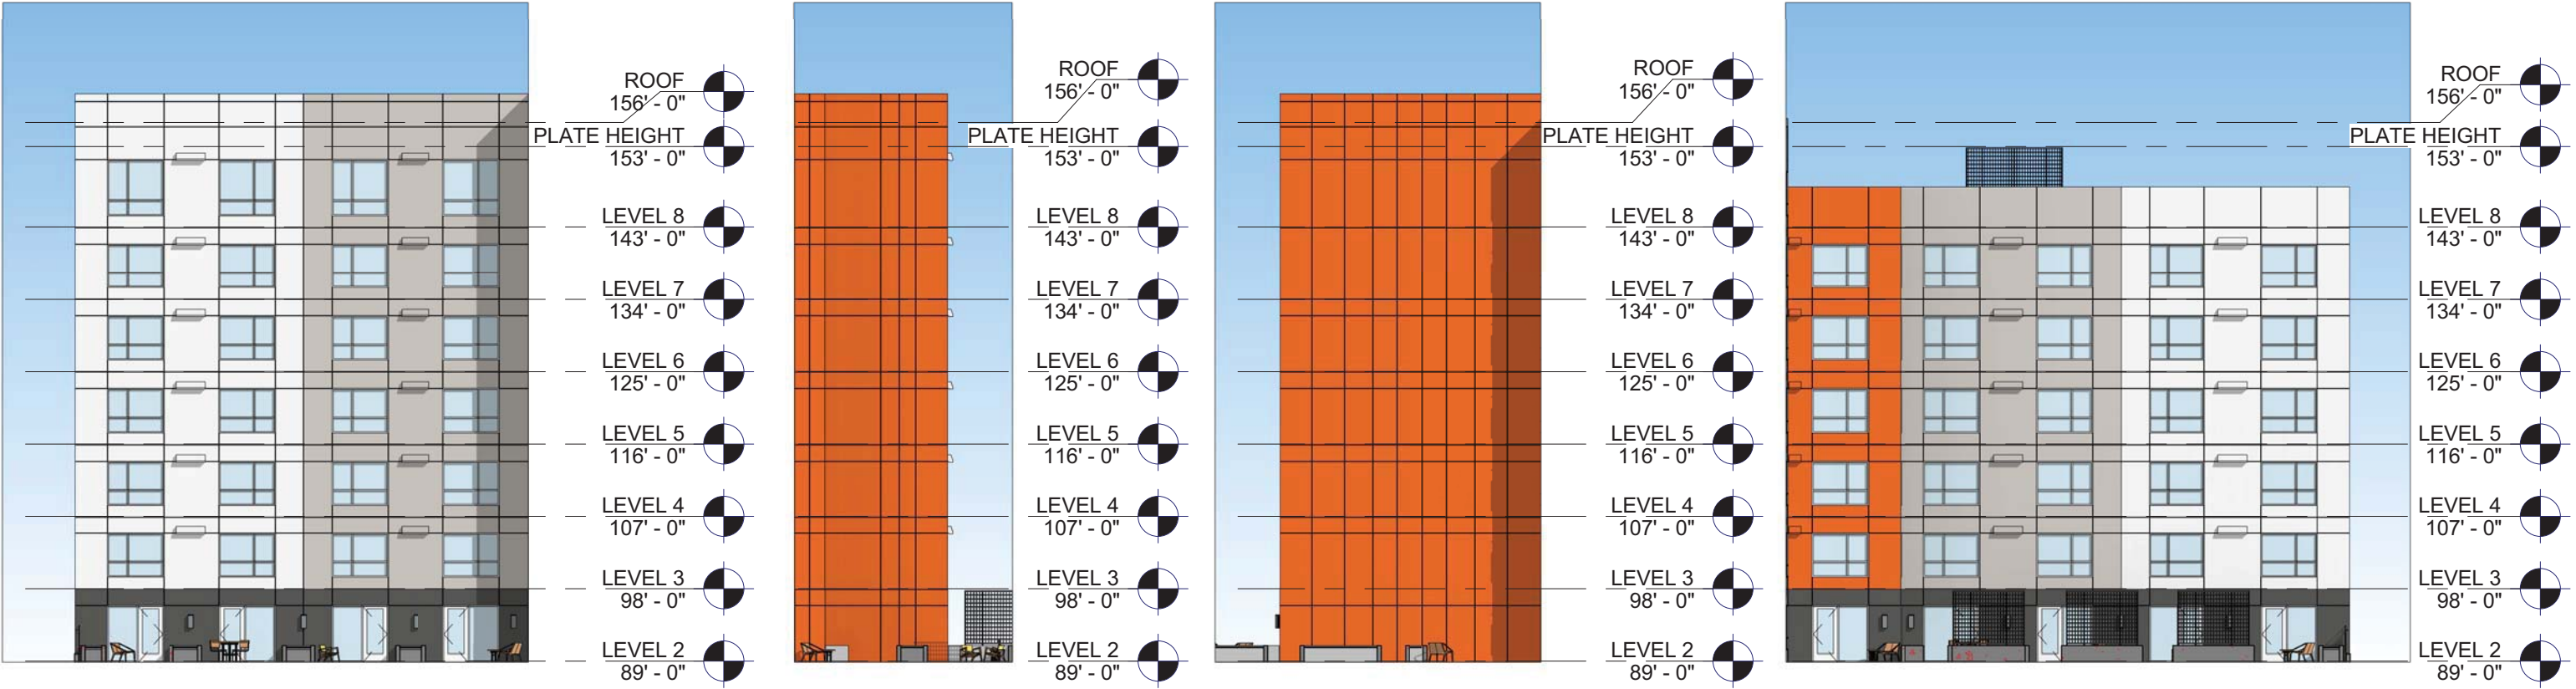 ROOF
156' - 0"
PLATE HEIGHT
153' - 0"
LEVEL 8
143' - 0"
LEVEL 7
134' - 0"
LEVEL 6
125' - 0"
LEVEL 5
116' - 0"
LEVEL 4
107' - 0"
LEVEL 3
98' - 0"
LEVEL 2
89' - 0"
ROOF
156' - 0"
PLATE HEIGHT
153' - 0"
LEVEL 8
143' - 0"
LEVEL 7
134' - 0"
LEVEL 6
125' - 0"
LEVEL 5
116' - 0"
LEVEL 4
107' - 0"
LEVEL 3
98' - 0"
LEVEL 2
89' - 0"
ROOF
156' - 0"
PLATE HEIGHT
153' - 0"
LEVEL 8
143' - 0"
LEVEL 7
134' - 0"
LEVEL 6
125' - 0"
LEVEL 5
116' - 0"
LEVEL 4
107' - 0"
LEVEL 3
98' - 0"
LEVEL 2
89' - 0"
ROOF
156' - 0"
PLATE HEIGHT
153' - 0"
LEVEL 8
143' - 0"
LEVEL 7
134' - 0"
LEVEL 6
125' - 0"
LEVEL 5
116' - 0"
LEVEL 4
107' - 0"
LEVEL 3
98' - 0"
LEVEL 2
89' - 0"